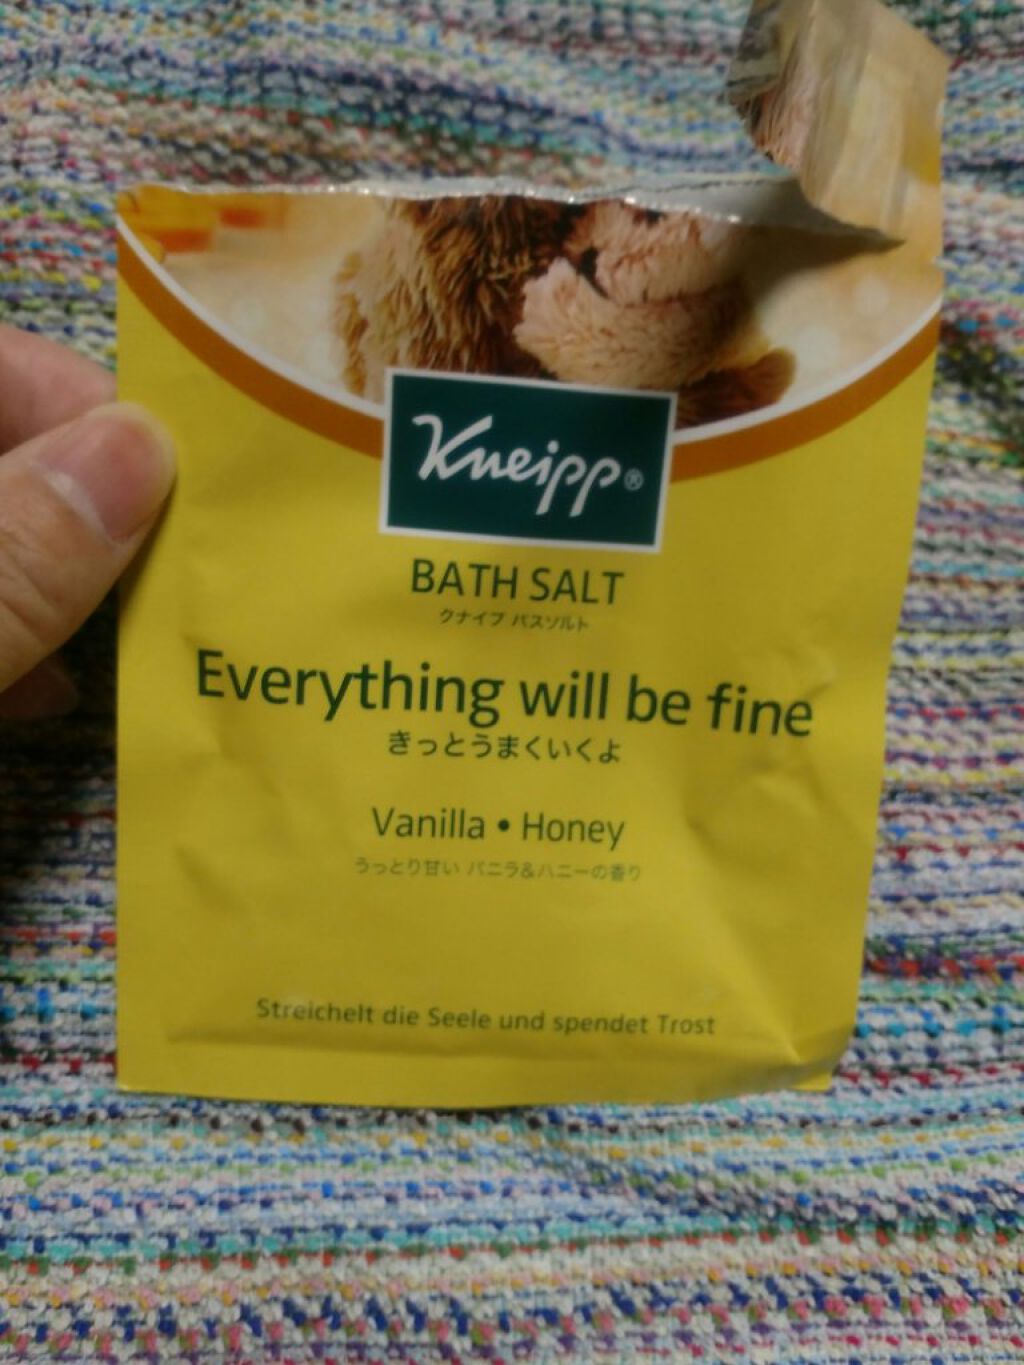 Kneipp®
BATH SALT
クナイプ バスソルト
Everything will be fine
きっとうまくいくよ
Vanilla • Honey
うっとり甘い バニラ&ハニーの香り
Streichelt die Seele und spendet Trost